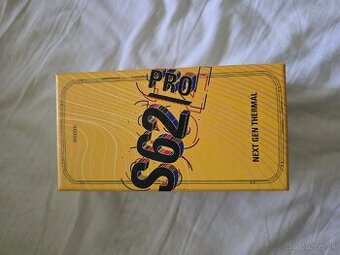 S62 PRO
NEXT GEN THERMAL